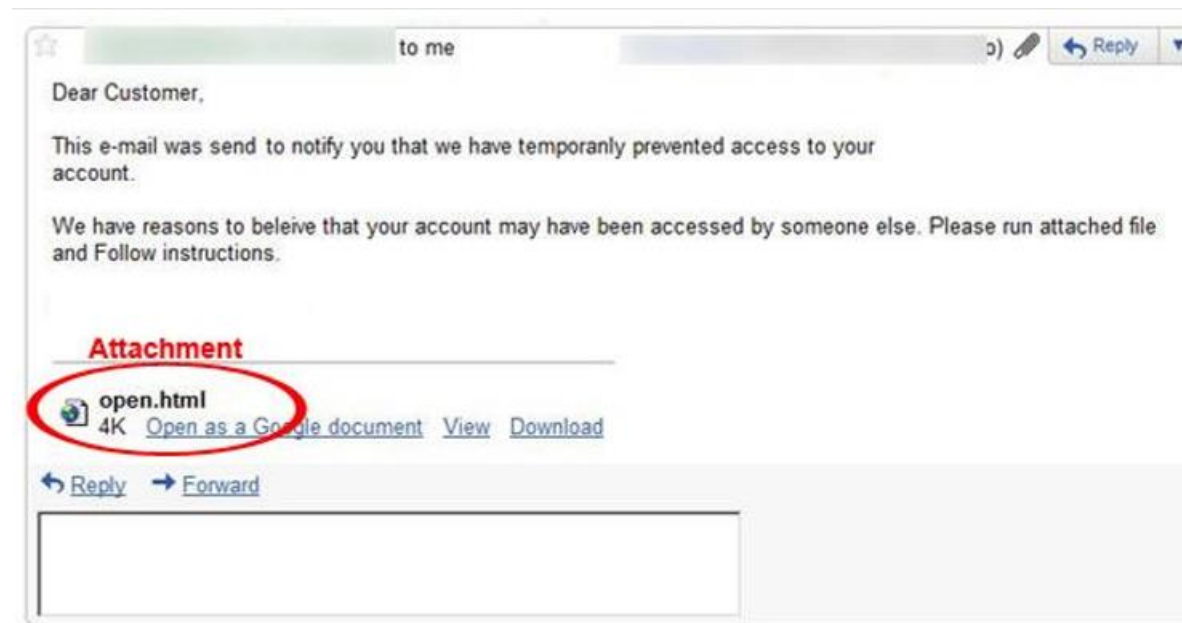 to me
) Reply
Dear Customer,
This e-mail was send to notify you that we have temporanly prevented access to your
account.
We have reasons to beleive that your account may have been accessed by someone else. Please run attached file
and Follow instructions.
Attachment
open.html
4K Open as a Google document View Download
Reply Forward